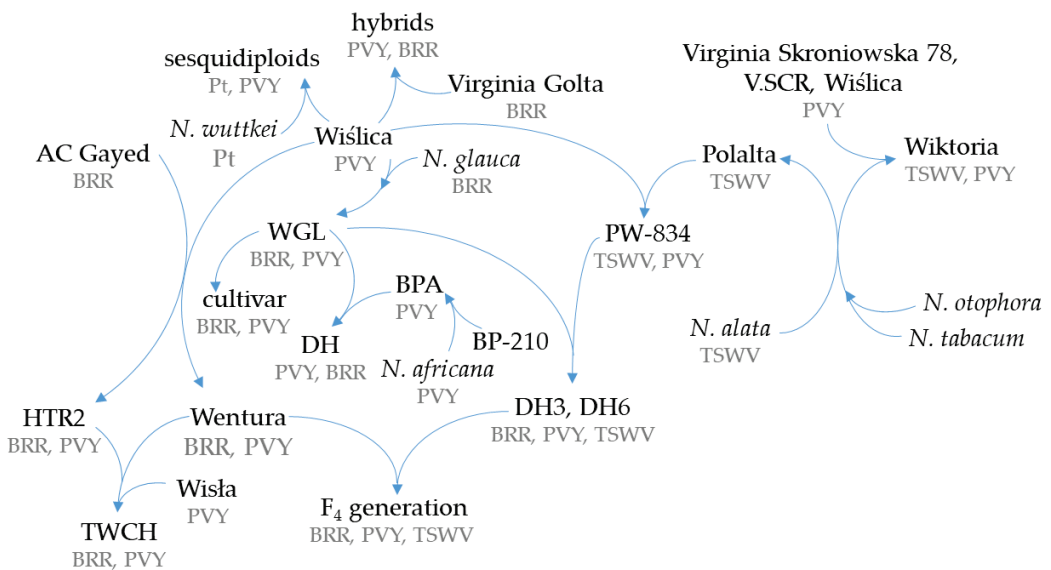 hybrids
PVY, BRR
sesquidiploids
Pt, PVY
Virginia Skroniowska 78,
V.SCR, Wiślica
PVY
Virginia Golta
BRR
N. wuttkei
Pt
Wiślica
PVY
AC Gayed
BRR
N. glauca
BRR
Polalta
TSWV
Wiktoria
TSWV, PVY
WGL
BRR, PVY
PW-834
TSWV, PVY
cultivar
BRR, PVY
BPA
PVY
N. otophora
N. alata
TSWV
N. tabacum
DH
PVY, BRR
BP-210
N. africana
PVY
HTR2
BRR, PVY
Wentura
BRR, PVY
DH3, DH6
BRR, PVY, TSWV
Wisła
PVY
F₄ generation
BRR, PVY, TSWV
TWCH
BRR, PVY